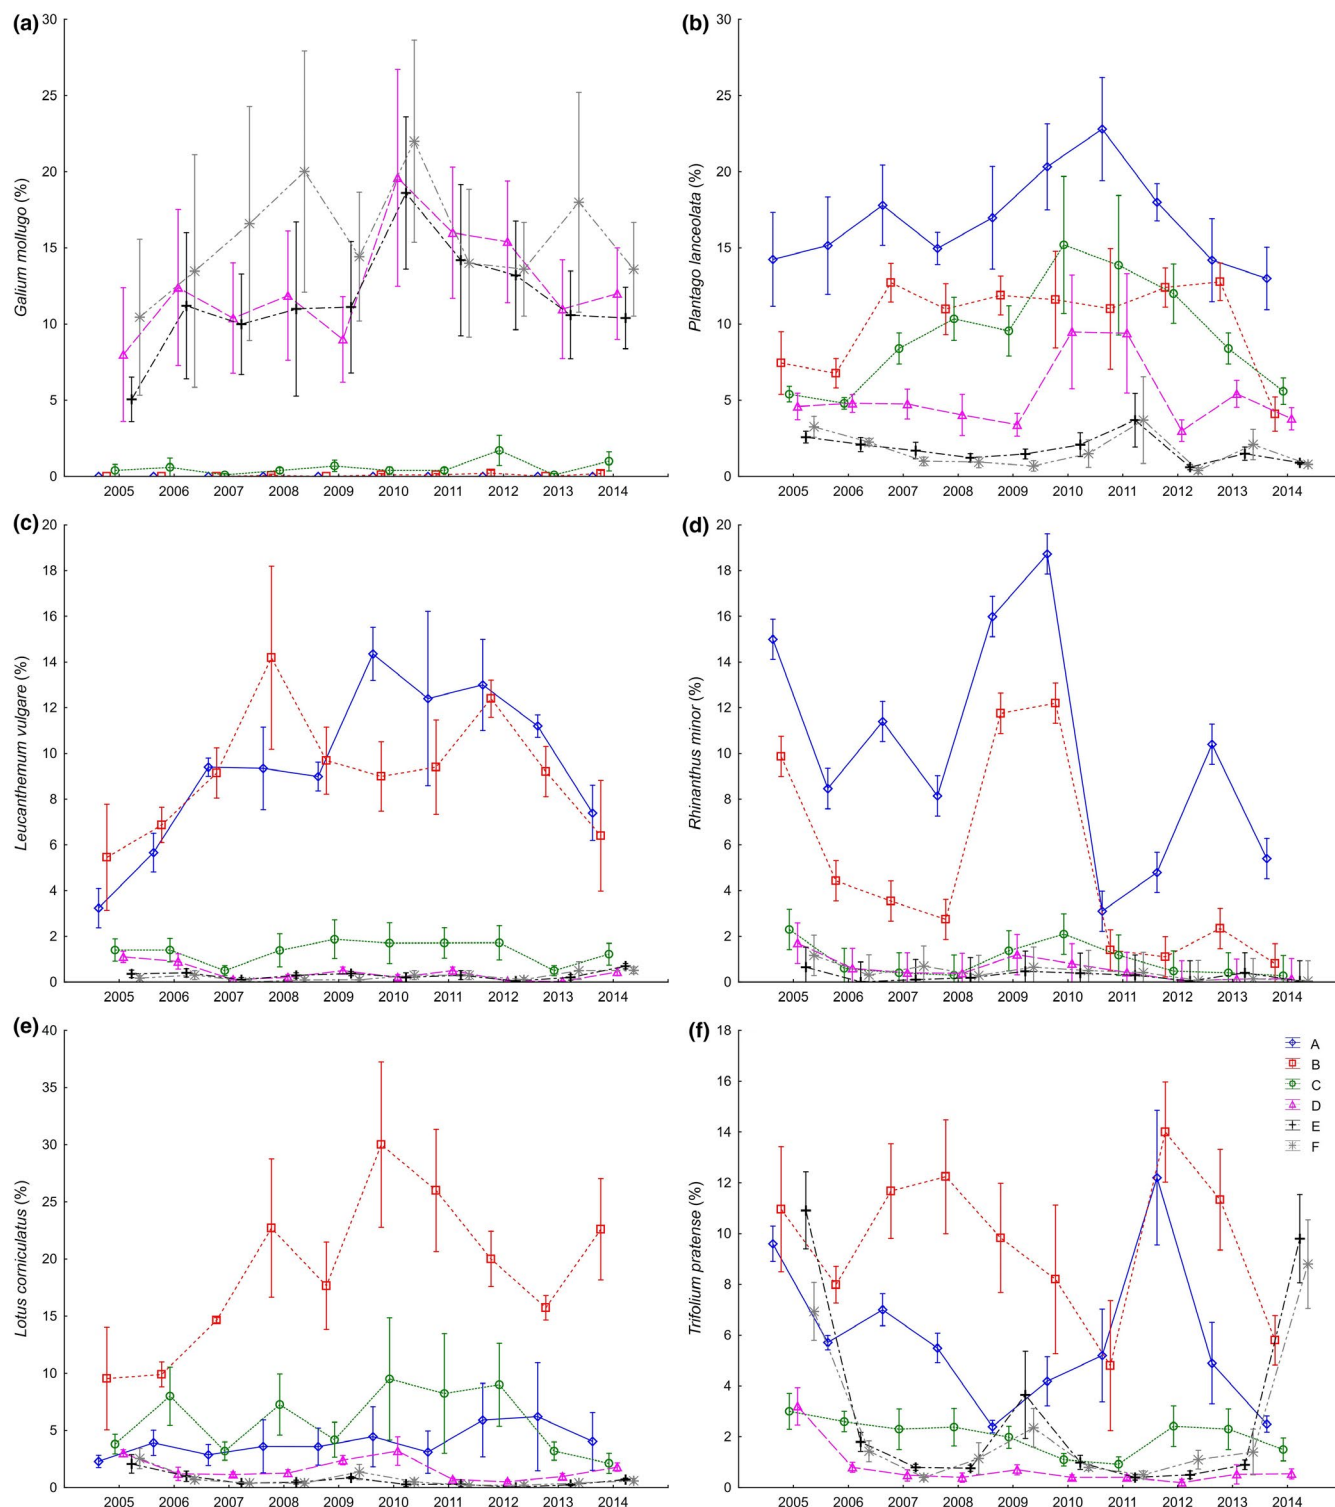 (a)
30
25
20
15
10
5
0
Galium mollugo (%)
2005 2006 2007 2008 2009 2010 2011 2012 2013 2014
(b)
30
25
20
15
10
5
0
Plantago lanceolata (%)
2005 2006 2007 2008 2009 2010 2011 2012 2013 2014
(c)
20
18
16
14
12
10
8
6
4
2
0
Leucanthemum vulgare (%)
2005 2006 2007 2008 2009 2010 2011 2012 2013 2014
(d)
20
18
16
14
12
10
8
6
4
2
0
Rhinanthus minor (%)
2005 2006 2007 2008 2009 2010 2011 2012 2013 2014
(e)
40
35
30
25
20
15
10
5
0
Lotus corniculatus (%)
2005 2006 2007 2008 2009 2010 2011 2012 2013 2014
(f)
18
16
14
12
10
8
6
4
2
0
Trifolium pratense (%)
2005 2006 2007 2008 2009 2010 2011 2012 2013 2014
A
B
C
D
E
F